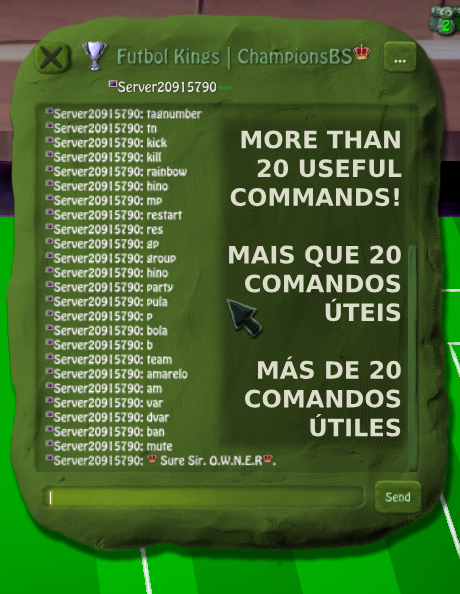 2
Futbol Kings | ChampionsBS
...
Server20915790
Server20915790: tagnumber
Server20915790: tn
Server20915790: kick
Server20915790: kill
Server20915790: rainbow
Server20915790: hino
Server20915790: mp
Server20915790: restart
Server20915790: res
Server20915790: gp
Server20915790: group
Server20915790: hino
Server20915790: party
Server20915790: pula
Server20915790: p
Server20915790: bola
Server20915790: b
Server20915790: team
Server20915790: amarelo
Server20915790: am
Server20915790: var
Server20915790: dvar
Server20915790: ban
Server20915790: mute
Server20915790: Sure Sir. O.W.N.E.R.
MORE THAN
20 USEFUL
COMMANDS!
MAIS QUE 20
COMANDOS
ÚTEIS
MÁS DE 20
COMANDOS
ÚTILES
Send